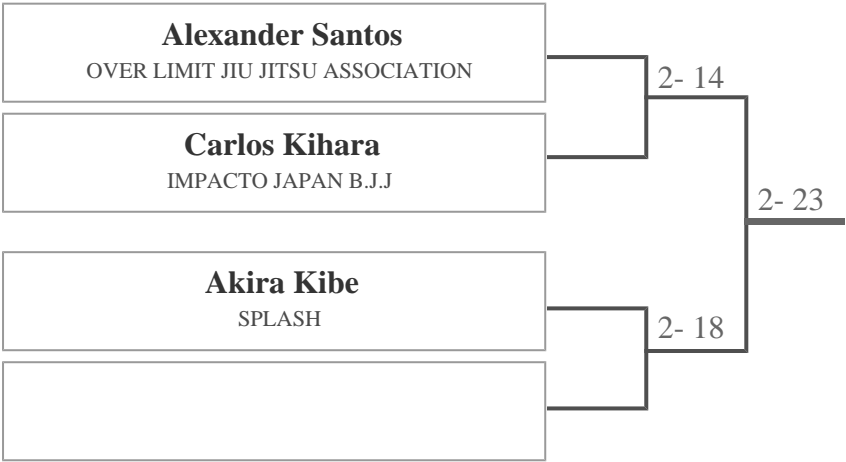 Alexander Santos
OVER LIMIT JIU JITSU ASSOCIATION
2- 14
Carlos Kihara
IMPACTO JAPAN B.J.J
2- 23
Akira Kibe
SPLASH
2- 18